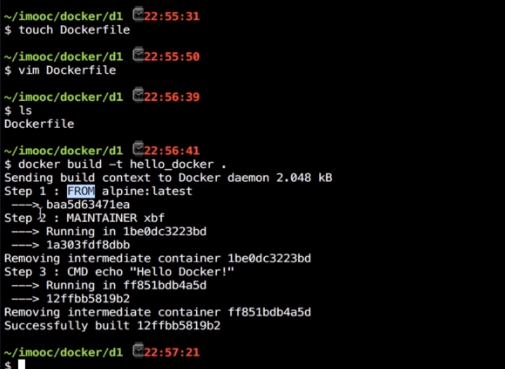 ~/imooc/docker/d1 22:55:31
$ touch Dockerfile
~/imooc/docker/d1 22:55:50
$ vim Dockerfile
~/imooc/docker/d1 22:56:39
$ ls
Dockerfile
~/imooc/docker/d1 22:56:41
$ docker build -t hello_docker .
Sending build context to Docker daemon 2.048 kB
Step 1 : FROM alpine:latest
---> baa5d63471ea
Step 2 : MAINTAINER xbf
---> Running in 1be0dc3223bd
---> 1a303fdf8dbb
Removing intermediate container 1be0dc3223bd
Step 3 : CMD echo "Hello Docker!"
---> Running in ff851bdb4a5d
---> 12ffbb5819b2
Removing intermediate container ff851bdb4a5d
Successfully built 12ffbb5819b2
~/imooc/docker/d1 22:57:21
$